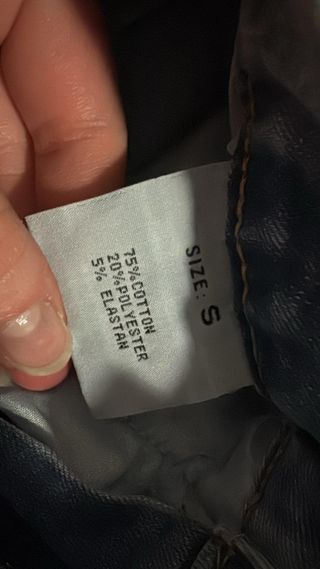 SIZE: S
75% COTTON
20% POLYESTER
5% ELASTAN